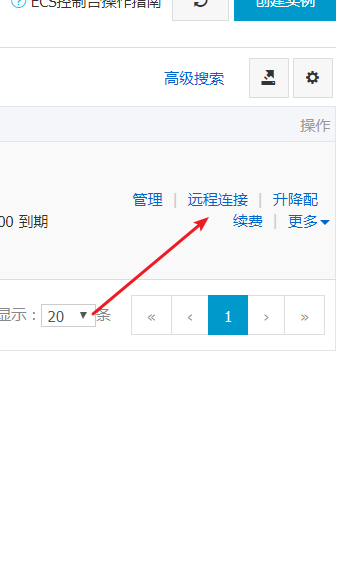 ECS控制台操作指南 创建实例
高级搜索
操作
管理 | 远程连接 | 升降配
00 到期 续费 | 更多
显示：20 条 « ‹ 1 › »